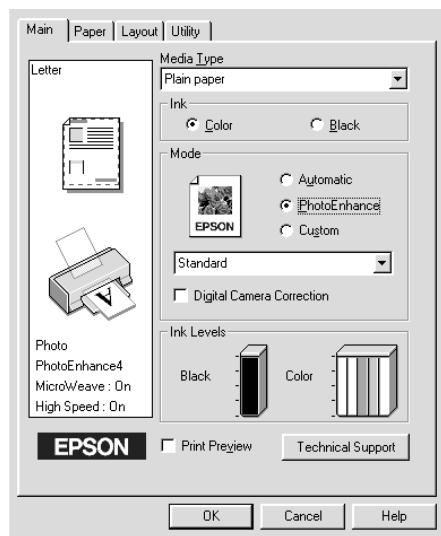 Main Paper Layout Utility
Letter
Media Type
Plain paper
Ink
Color Black
Mode
EPSON
Automatic
PhotoEnhance
Custom
Standard
Digital Camera Correction
A
Photo
PhotoEnhance4
MicroWeave : On
High Speed : On
Ink Levels
Black Color
EPSON
Print Preview Technical Support
OK Cancel Help